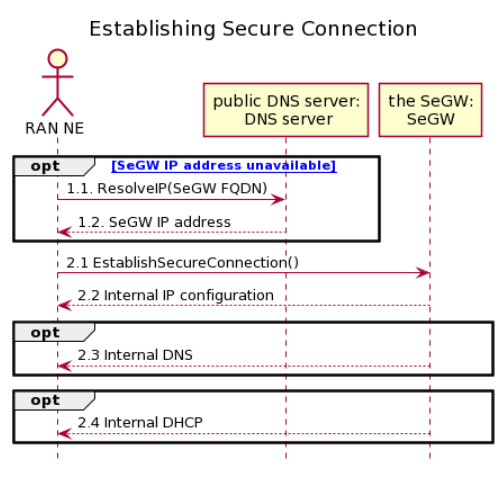 Establishing Secure Connection
RAN NE
public DNS server:
DNS server
the SeGW:
SeGW
opt
[SeGW IP address unavailable]
1.1. ResolveIP(SeGW FQDN)
1.2. SeGW IP address
2.1 EstablishSecureConnection()
2.2 Internal IP configuration
opt
2.3 Internal DNS
opt
2.4 Internal DHCP